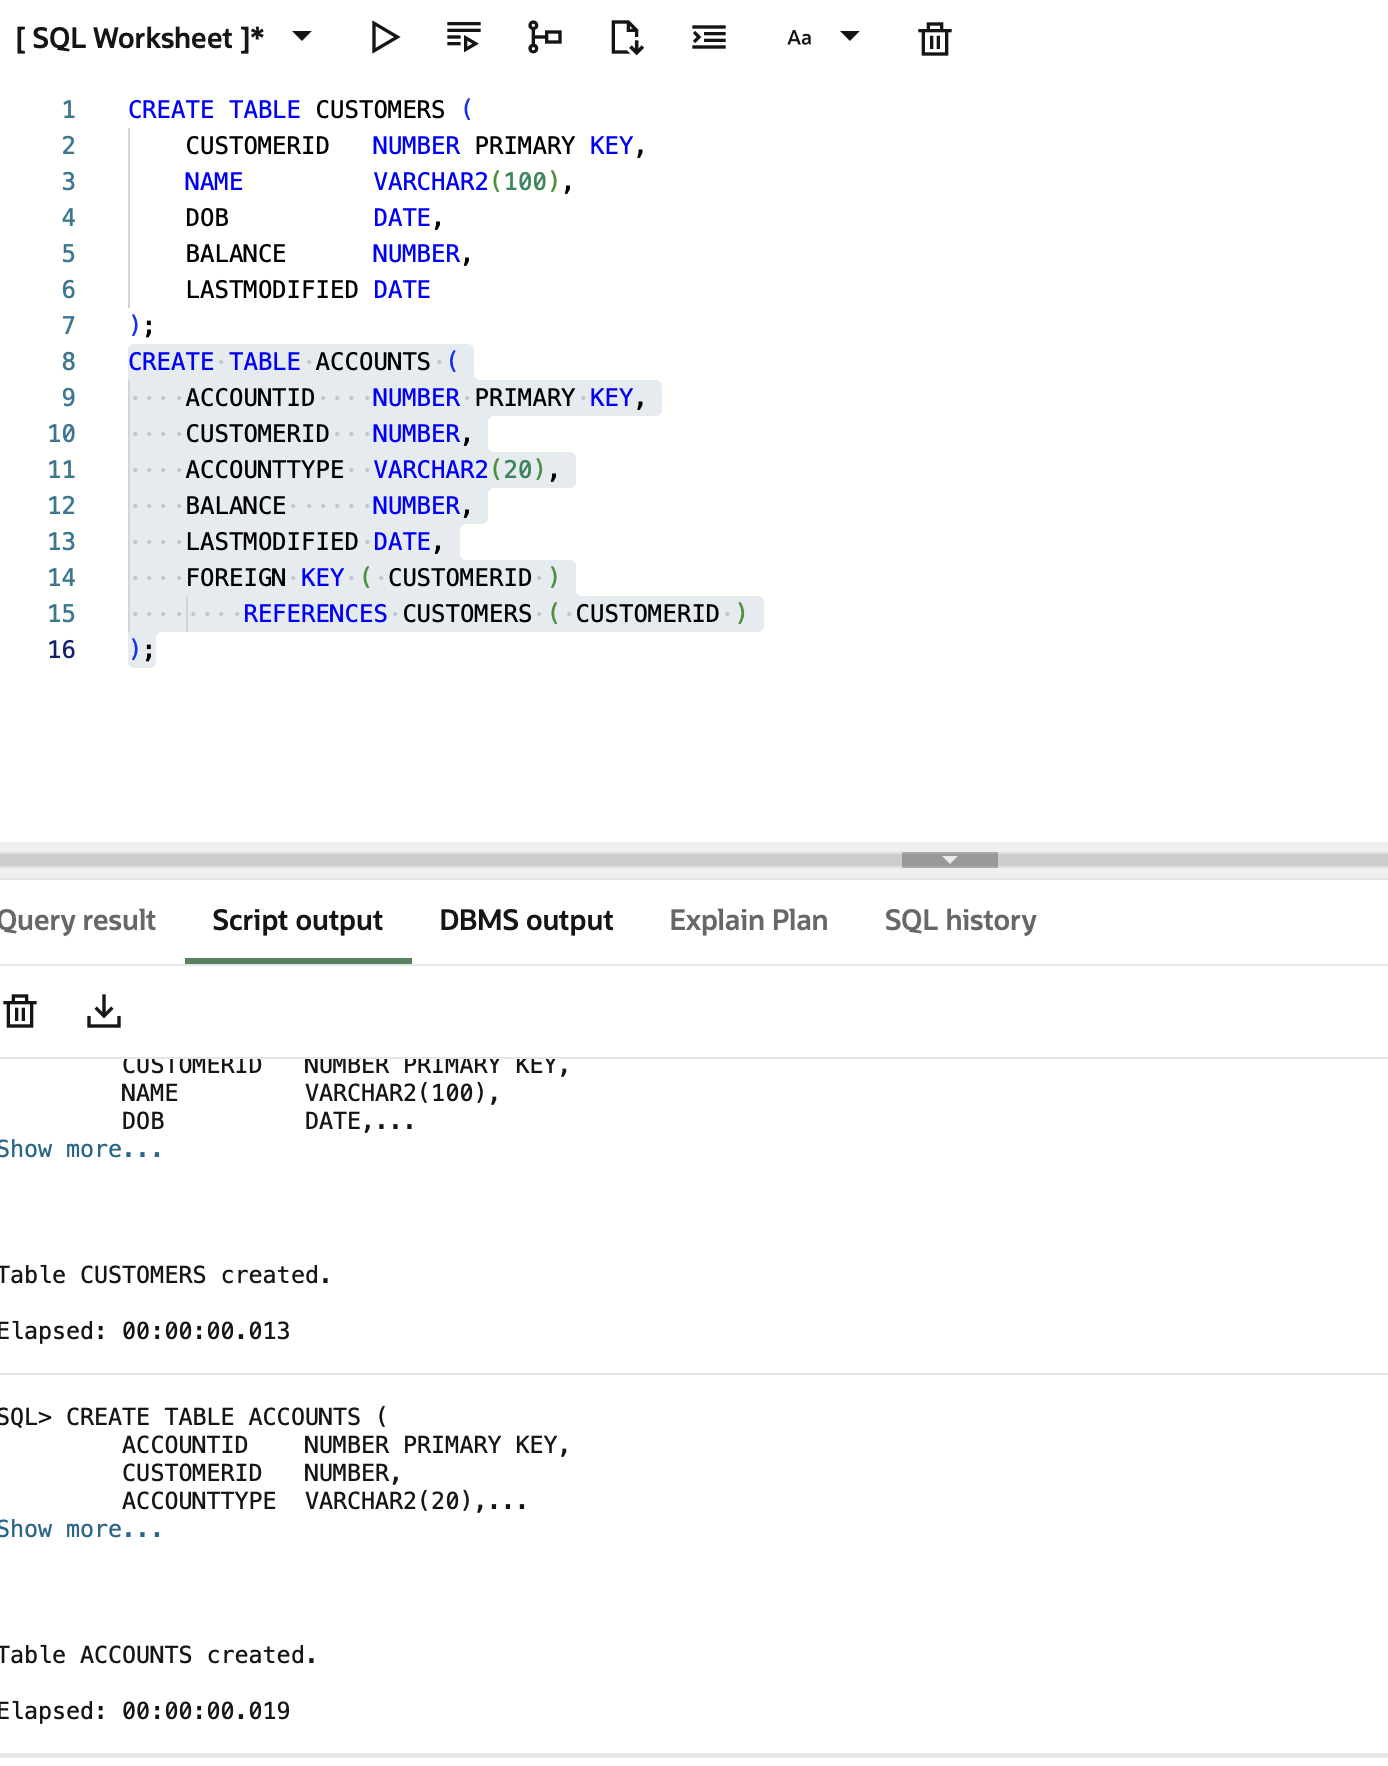 [ SQL Worksheet ]* Aa
1 CREATE TABLE CUSTOMERS (
2 CUSTOMERID NUMBER PRIMARY KEY,
3 NAME VARCHAR2(100),
4 DOB DATE,
5 BALANCE NUMBER,
6 LASTMODIFIED DATE
7 );
8 CREATE TABLE ACCOUNTS (
9 ACCOUNTID NUMBER PRIMARY KEY,
10 CUSTOMERID NUMBER,
11 ACCOUNTTYPE VARCHAR2(20),
12 BALANCE NUMBER,
13 LASTMODIFIED DATE,
14 FOREIGN KEY ( CUSTOMERID )
15 REFERENCES CUSTOMERS ( CUSTOMERID )
16 );
Query result Script output DBMS output Explain Plan SQL history
CUSTOMERID NUMBER PRIMARY KEY,
NAME VARCHAR2(100),
DOB DATE,...
Show more...
Table CUSTOMERS created.
Elapsed: 00:00:00.013
SQL> CREATE TABLE ACCOUNTS (
ACCOUNTID NUMBER PRIMARY KEY,
CUSTOMERID NUMBER,
ACCOUNTTYPE VARCHAR2(20),...
Show more...
Table ACCOUNTS created.
Elapsed: 00:00:00.019